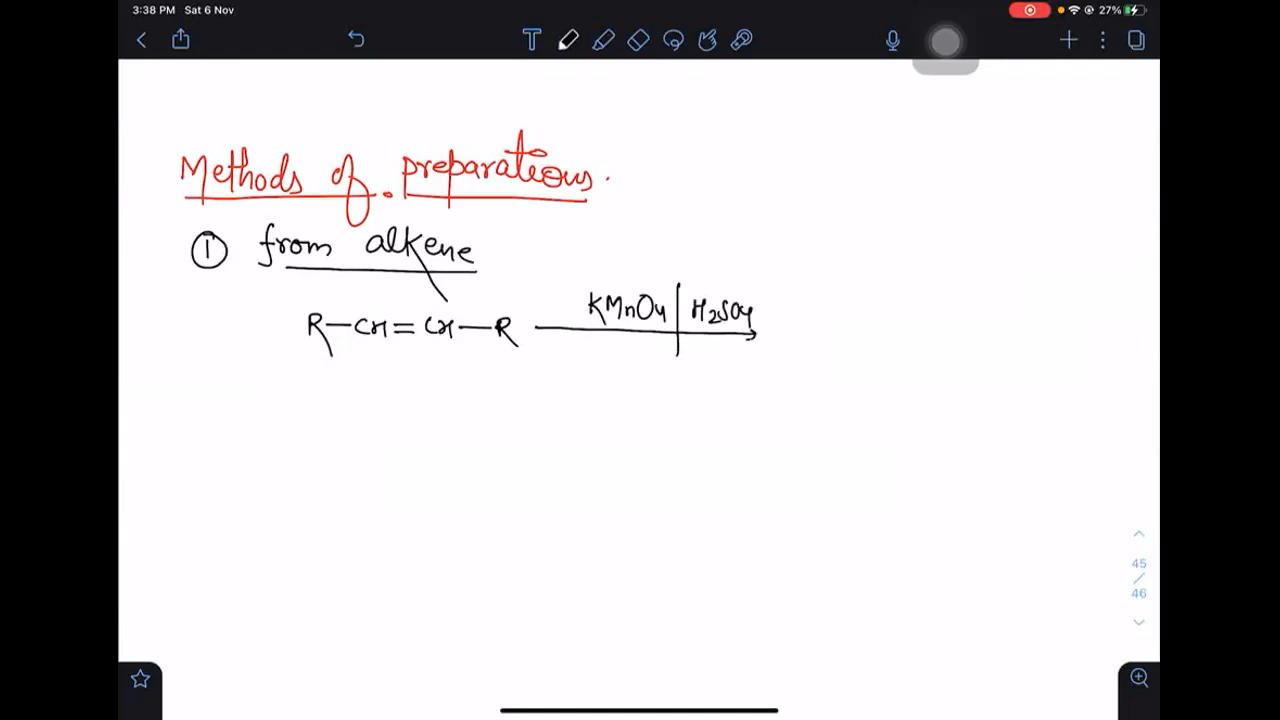 3:38 PM Sat 6 Nov 27%
Methods of preparations.
① from alkene
R—CH=CH—R KMnO4 | H2SO4
45
/
46